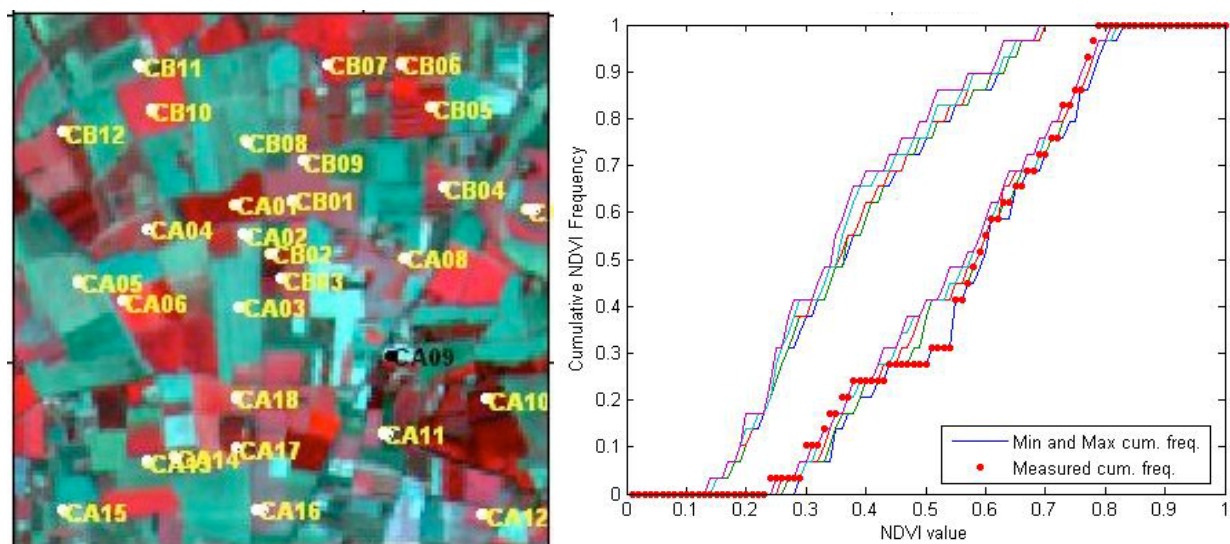 CB11
CB07
CB06
CB10
CB05
CB12
CB08
CB09
CB04
CA01
CB01
CA04
CA02
CB02
CA08
CA05
CB03
CA06
CA03
CA09
CA18
CA10
CA11
CA17
CA14
CA15
CA16
CA12
Cumulative NDVI Frequency
1
0.9
0.8
0.7
0.6
0.5
0.4
0.3
0.2
0.1
0
Min and Max cum. freq.
Measured cum. freq.
0 0.1 0.2 0.3 0.4 0.5 0.6 0.7 0.8 0.9 1
NDVI value